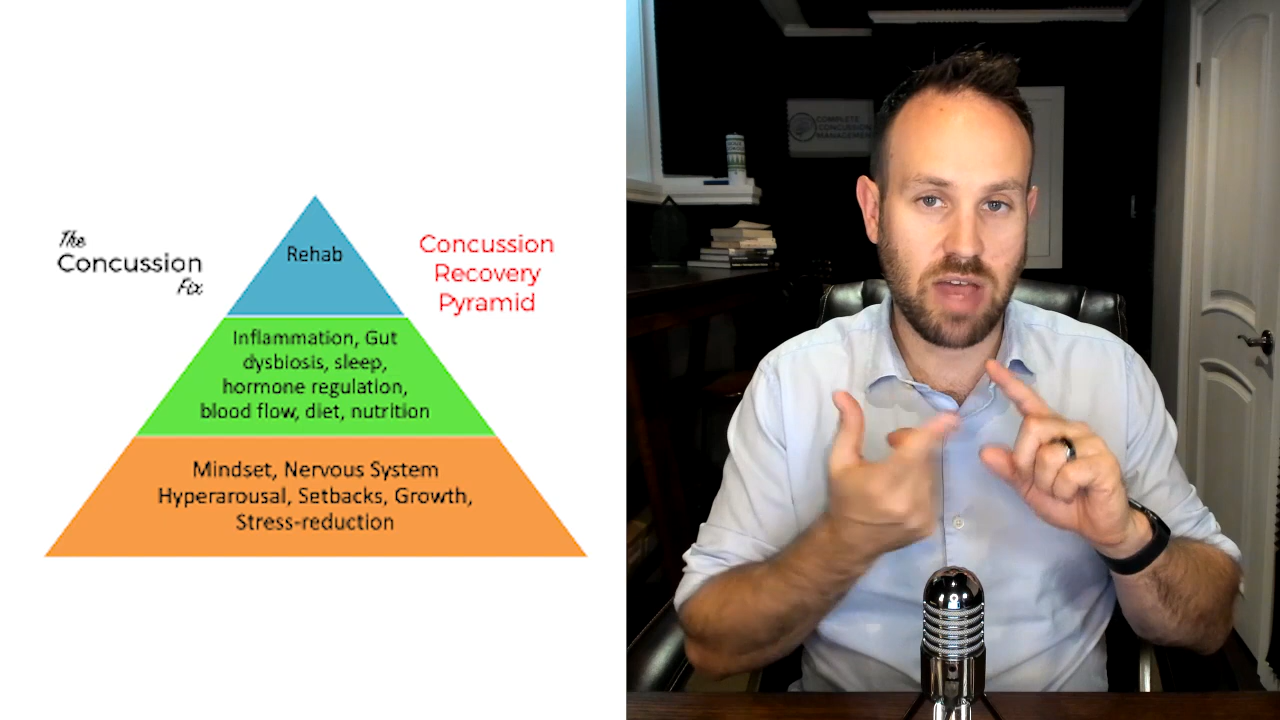 The
Concussion
Fix
Rehab
Concussion
Recovery
Pyramid
Inflammation, Gut
dysbiosis, sleep,
hormone regulation,
blood flow, diet, nutrition
Mindset, Nervous System
Hyperarousal, Setbacks, Growth,
Stress-reduction
COMPLETE
CONCUSSION
MANAGEMENT